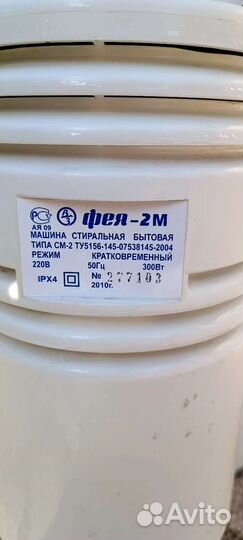 АЯ 09
Фея-2М
МАШИНА СТИРАЛЬНАЯ БЫТОВАЯ
ТИПА СМ-2 ТУ5156-145-07538145-2004
РЕЖИМ КРАТКОВРЕМЕННЫЙ
220В 50Гц 300Вт
IPX4 № 277103
2010г.
Avito